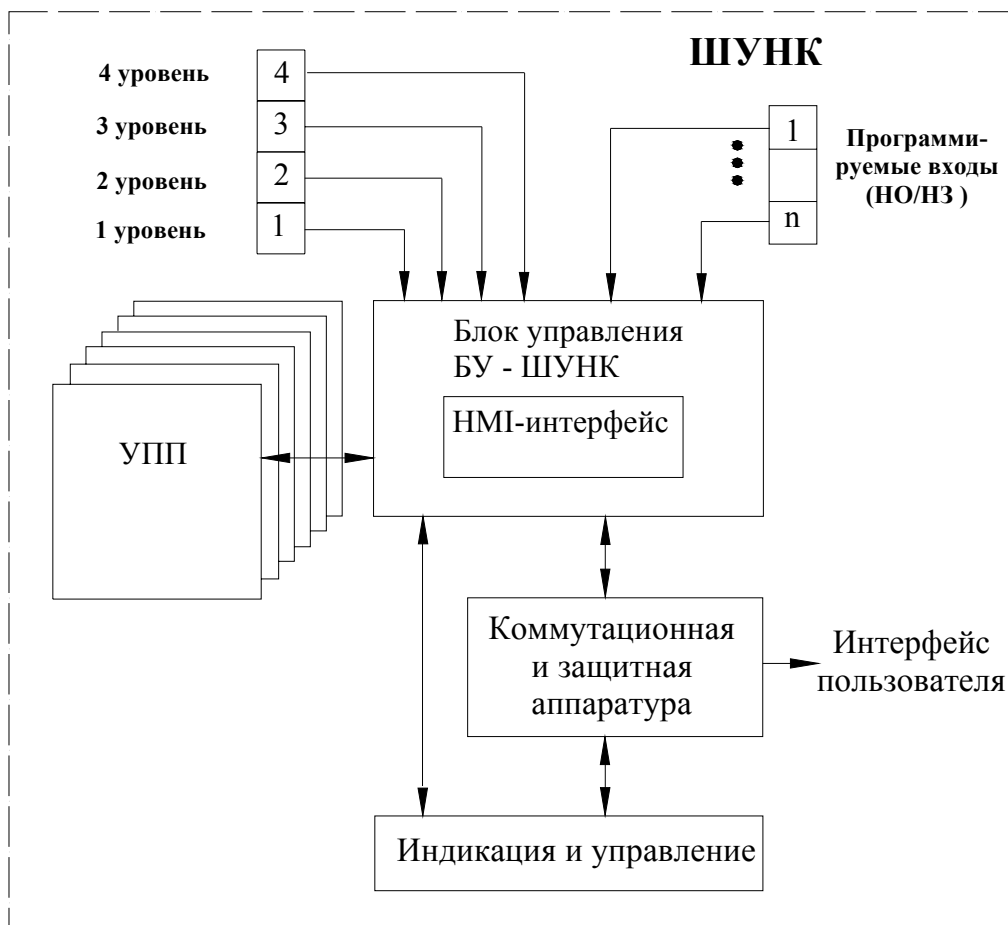 ШУНК
4 уровень
4
3 уровень
3
2 уровень
2
1 уровень
1
1
n
Программи-
руемые входы
(НО/НЗ )
Блок управления
БУ - ШУНК
HMI-интерфейс
УПП
Коммутационная
и защитная
аппаратура
Интерфейс
пользователя
Индикация и управление